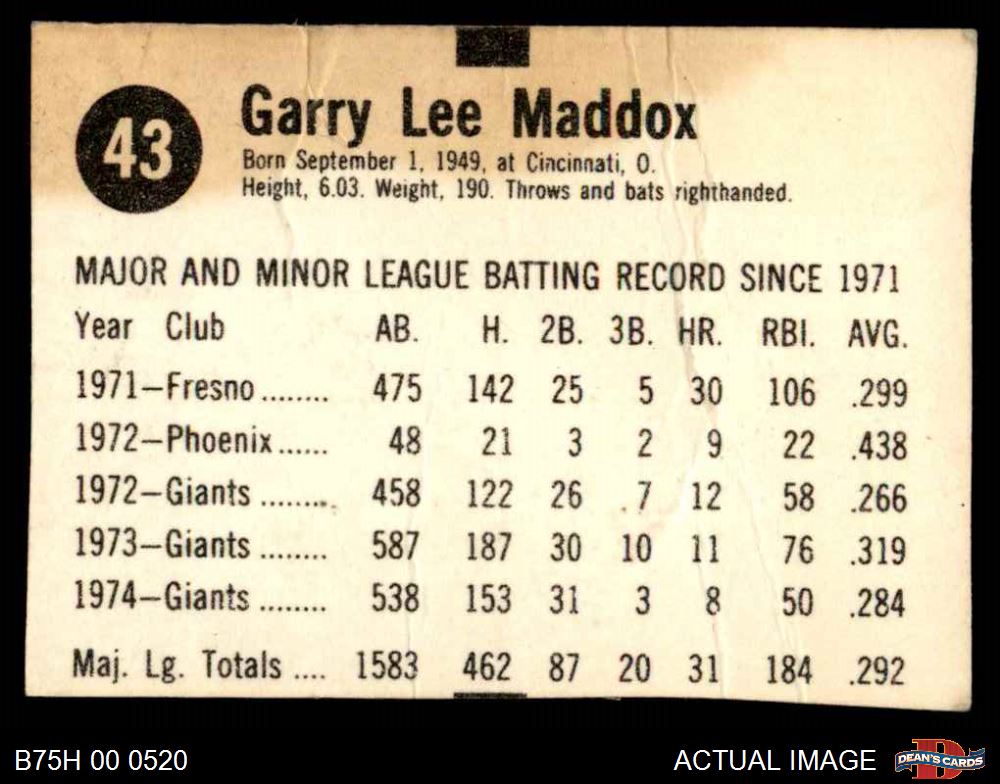 43
Garry Lee Maddox
Born September 1, 1949, at Cincinnati, O.
Height, 6.03. Weight, 190. Throws and bats righthanded.
MAJOR AND MINOR LEAGUE BATTING RECORD SINCE 1971
Year Club AB. H. 2B. 3B. HR. RBI. AVG.
1971—Fresno ........ 475 142 25 5 30 106 .299
1972—Phoenix...... 48 21 3 2 9 22 .438
1972—Giants ......... 458 122 26 7 12 58 .266
1973—Giants ........ 587 187 30 10 11 76 .319
1974—Giants ........ 538 153 31 3 8 50 .284
Maj. Lg. Totals .... 1583 462 87 20 31 184 .292
B75H 00 0520
ACTUAL IMAGE
D
DEAN'S CARDS